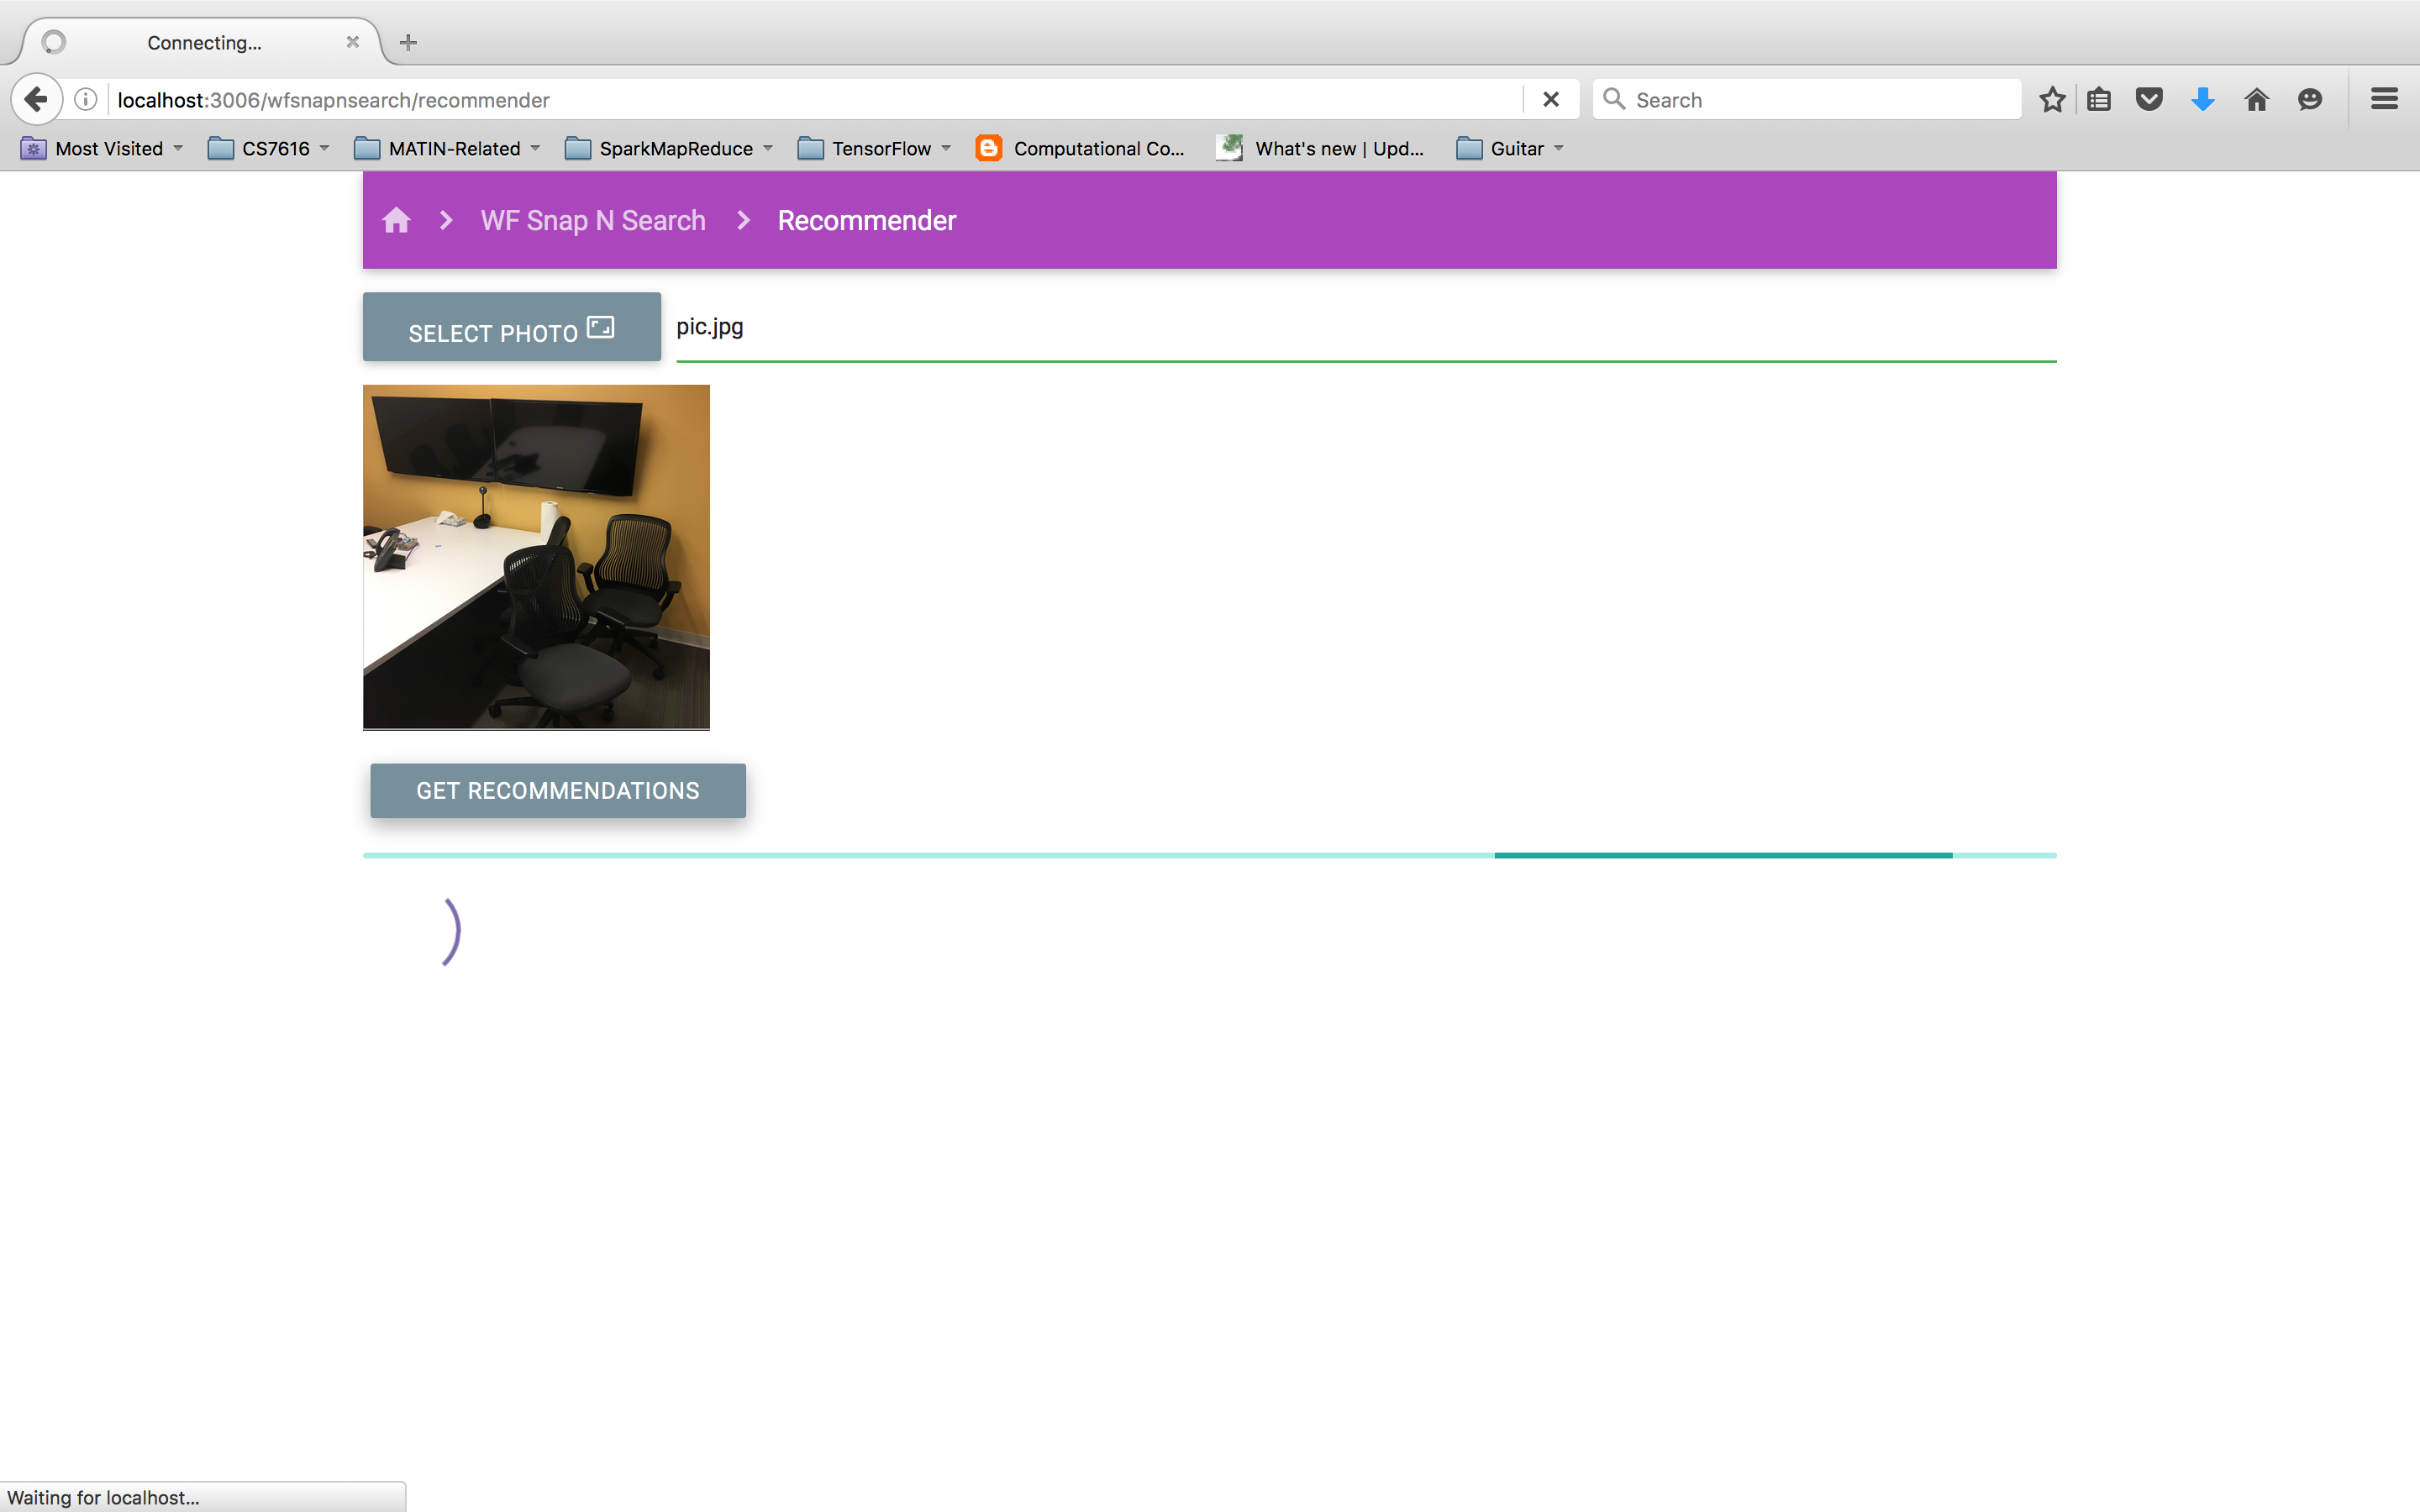 Connecting...
localhost:3006/wfsnapnsearch/recommender
Search
Most Visited CS7616 MATIN-Related SparkMapReduce TensorFlow Computational Co... What's new | Upd... Guitar
WF Snap N Search Recommender
SELECT PHOTO pic.jpg
GET RECOMMENDATIONS
Waiting for localhost...